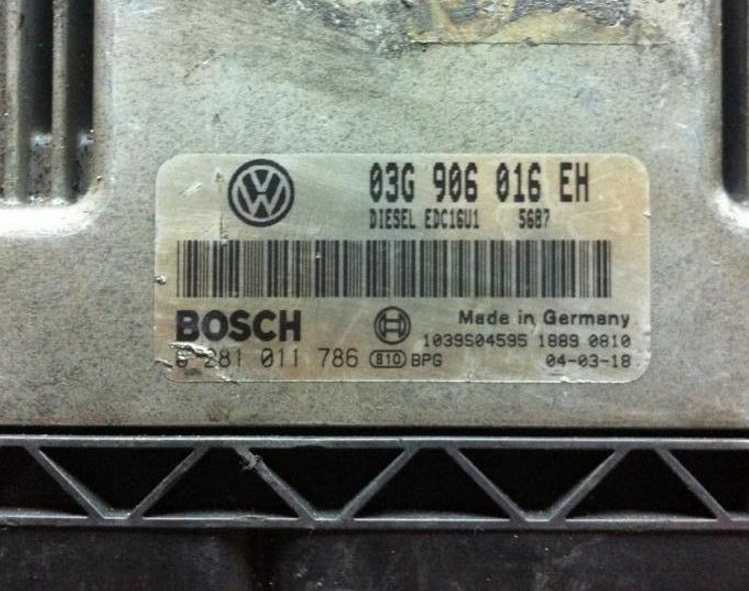 03G 906 016 EH
DIESEL EDC16U1 5687
BOSCH
Made in Germany
1039S04595 1889 0810
0 281 011 786 810 BPG
04-03-18